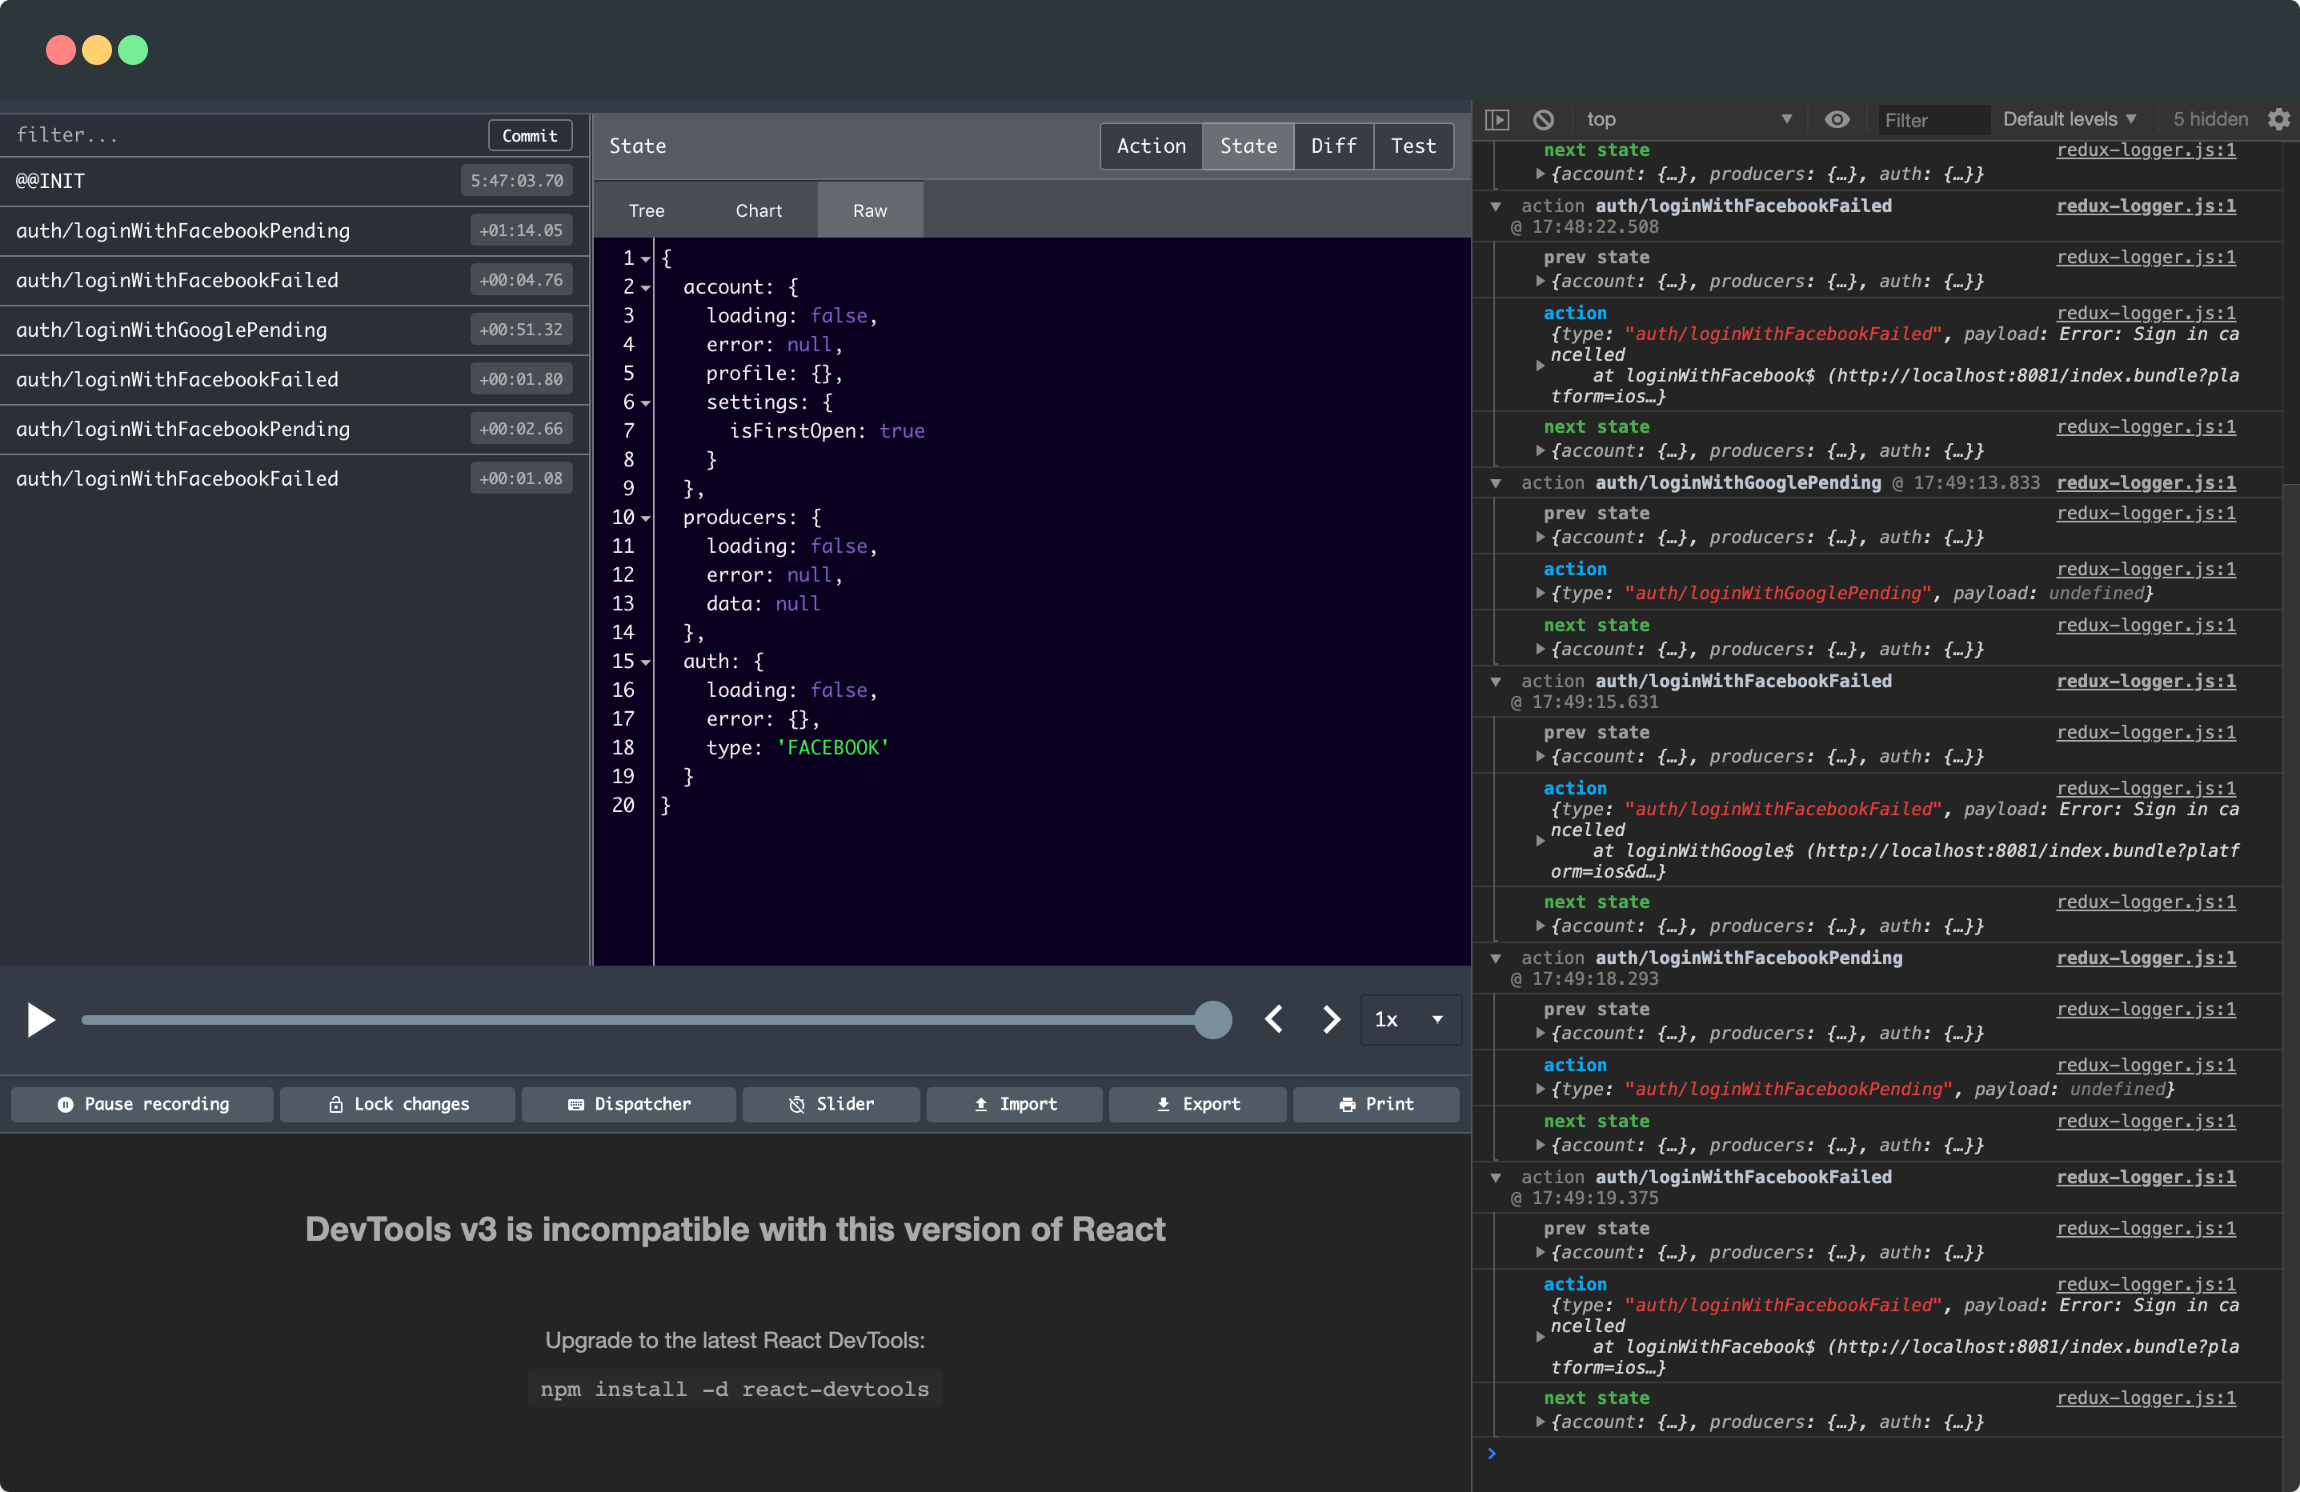 filter...
Commit
@@INIT
5:47:03.70
auth/loginWithFacebookPending
+01:14.05
auth/loginWithFacebookFailed
+00:04.76
auth/loginWithGooglePending
+00:51.32
auth/loginWithFacebookFailed
+00:01.80
auth/loginWithFacebookPending
+00:02.66
auth/loginWithFacebookFailed
+00:01.08
State
Action State Diff Test
Tree Chart Raw
1 {
2 account: {
3 loading: false,
4 error: null,
5 profile: {},
6 settings: {
7 isFirstOpen: true
8 }
9 },
10 producers: {
11 loading: false,
12 error: null,
13 data: null
14 },
15 auth: {
16 loading: false,
17 error: {},
18 type: 'FACEBOOK'
19 }
20 }
1x
Pause recording Lock changes Dispatcher Slider Import Export Print
DevTools v3 is incompatible with this version of React
Upgrade to the latest React DevTools:
npm install -d react-devtools
top Filter Default levels 5 hidden
next state redux-logger.js:1
{account: {…}, producers: {…}, auth: {…}}
action auth/loginWithFacebookFailed redux-logger.js:1
@ 17:48:22.508
prev state redux-logger.js:1
{account: {…}, producers: {…}, auth: {…}}
action redux-logger.js:1
{type: "auth/loginWithFacebookFailed", payload: Error: Sign in ca
ncelled
at loginWithFacebook$ (http://localhost:8081/index.bundle?pla
tform=ios…}
next state redux-logger.js:1
{account: {…}, producers: {…}, auth: {…}}
action auth/loginWithGooglePending @ 17:49:13.833 redux-logger.js:1
prev state redux-logger.js:1
{account: {…}, producers: {…}, auth: {…}}
action redux-logger.js:1
{type: "auth/loginWithGooglePending", payload: undefined}
next state redux-logger.js:1
{account: {…}, producers: {…}, auth: {…}}
action auth/loginWithFacebookFailed redux-logger.js:1
@ 17:49:15.631
prev state redux-logger.js:1
{account: {…}, producers: {…}, auth: {…}}
action redux-logger.js:1
{type: "auth/loginWithFacebookFailed", payload: Error: Sign in ca
ncelled
at loginWithGoogle$ (http://localhost:8081/index.bundle?platf
orm=ios&d…}
next state redux-logger.js:1
{account: {…}, producers: {…}, auth: {…}}
action auth/loginWithFacebookPending redux-logger.js:1
@ 17:49:18.293
prev state redux-logger.js:1
{account: {…}, producers: {…}, auth: {…}}
action redux-logger.js:1
{type: "auth/loginWithFacebookPending", payload: undefined}
next state redux-logger.js:1
{account: {…}, producers: {…}, auth: {…}}
action auth/loginWithFacebookFailed redux-logger.js:1
@ 17:49:19.375
prev state redux-logger.js:1
{account: {…}, producers: {…}, auth: {…}}
action redux-logger.js:1
{type: "auth/loginWithFacebookFailed", payload: Error: Sign in ca
ncelled
at loginWithFacebook$ (http://localhost:8081/index.bundle?pla
tform=ios…}
next state redux-logger.js:1
{account: {…}, producers: {…}, auth: {…}}